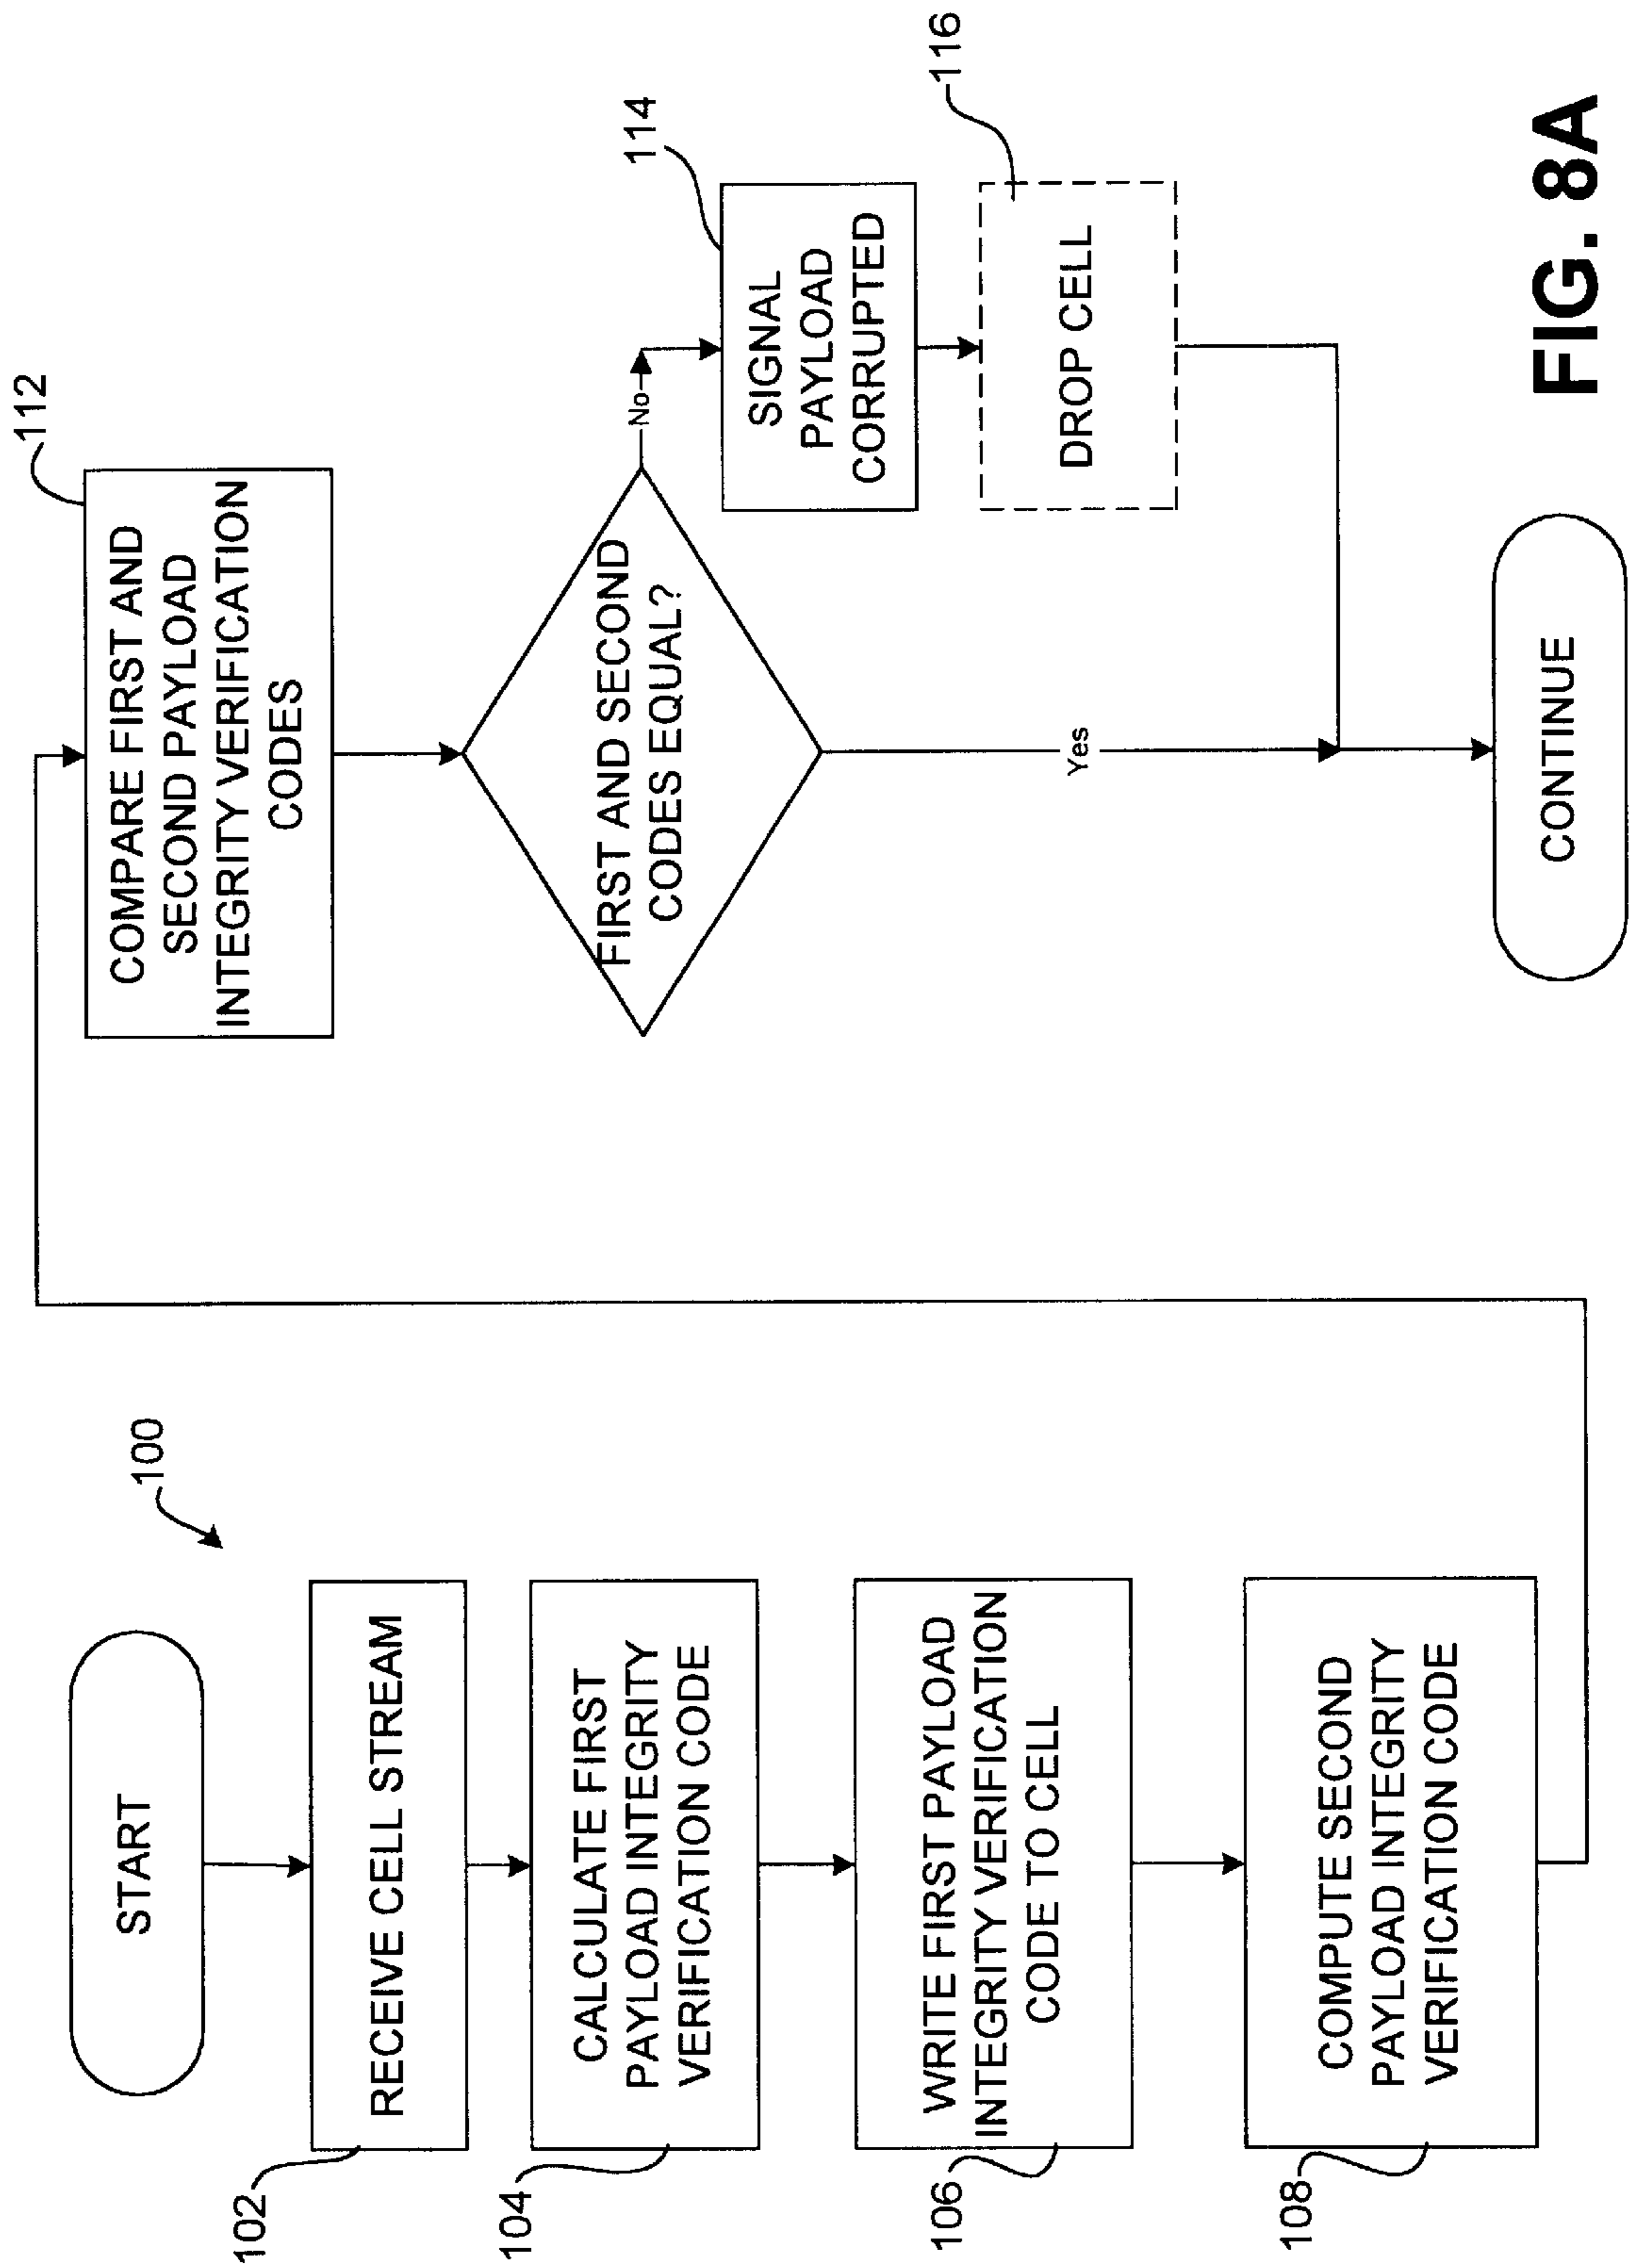 100
START
102
RECEIVE CELL STREAM
104
CALCULATE FIRST
PAYLOAD INTEGRITY
VERIFICATION CODE
106
WRITE FIRST PAYLOAD
INTEGRITY VERIFICATION
CODE TO CELL
108
COMPUTE SECOND
PAYLOAD INTEGRITY
VERIFICATION CODE
112
COMPARE FIRST AND
SECOND PAYLOAD
INTEGRITY VERIFICATION
CODES
FIRST AND SECOND
CODES EQUAL?
No
114
SIGNAL
PAYLOAD
CORRUPTED
116
DROP CELL
Yes
CONTINUE
FIG. 8A